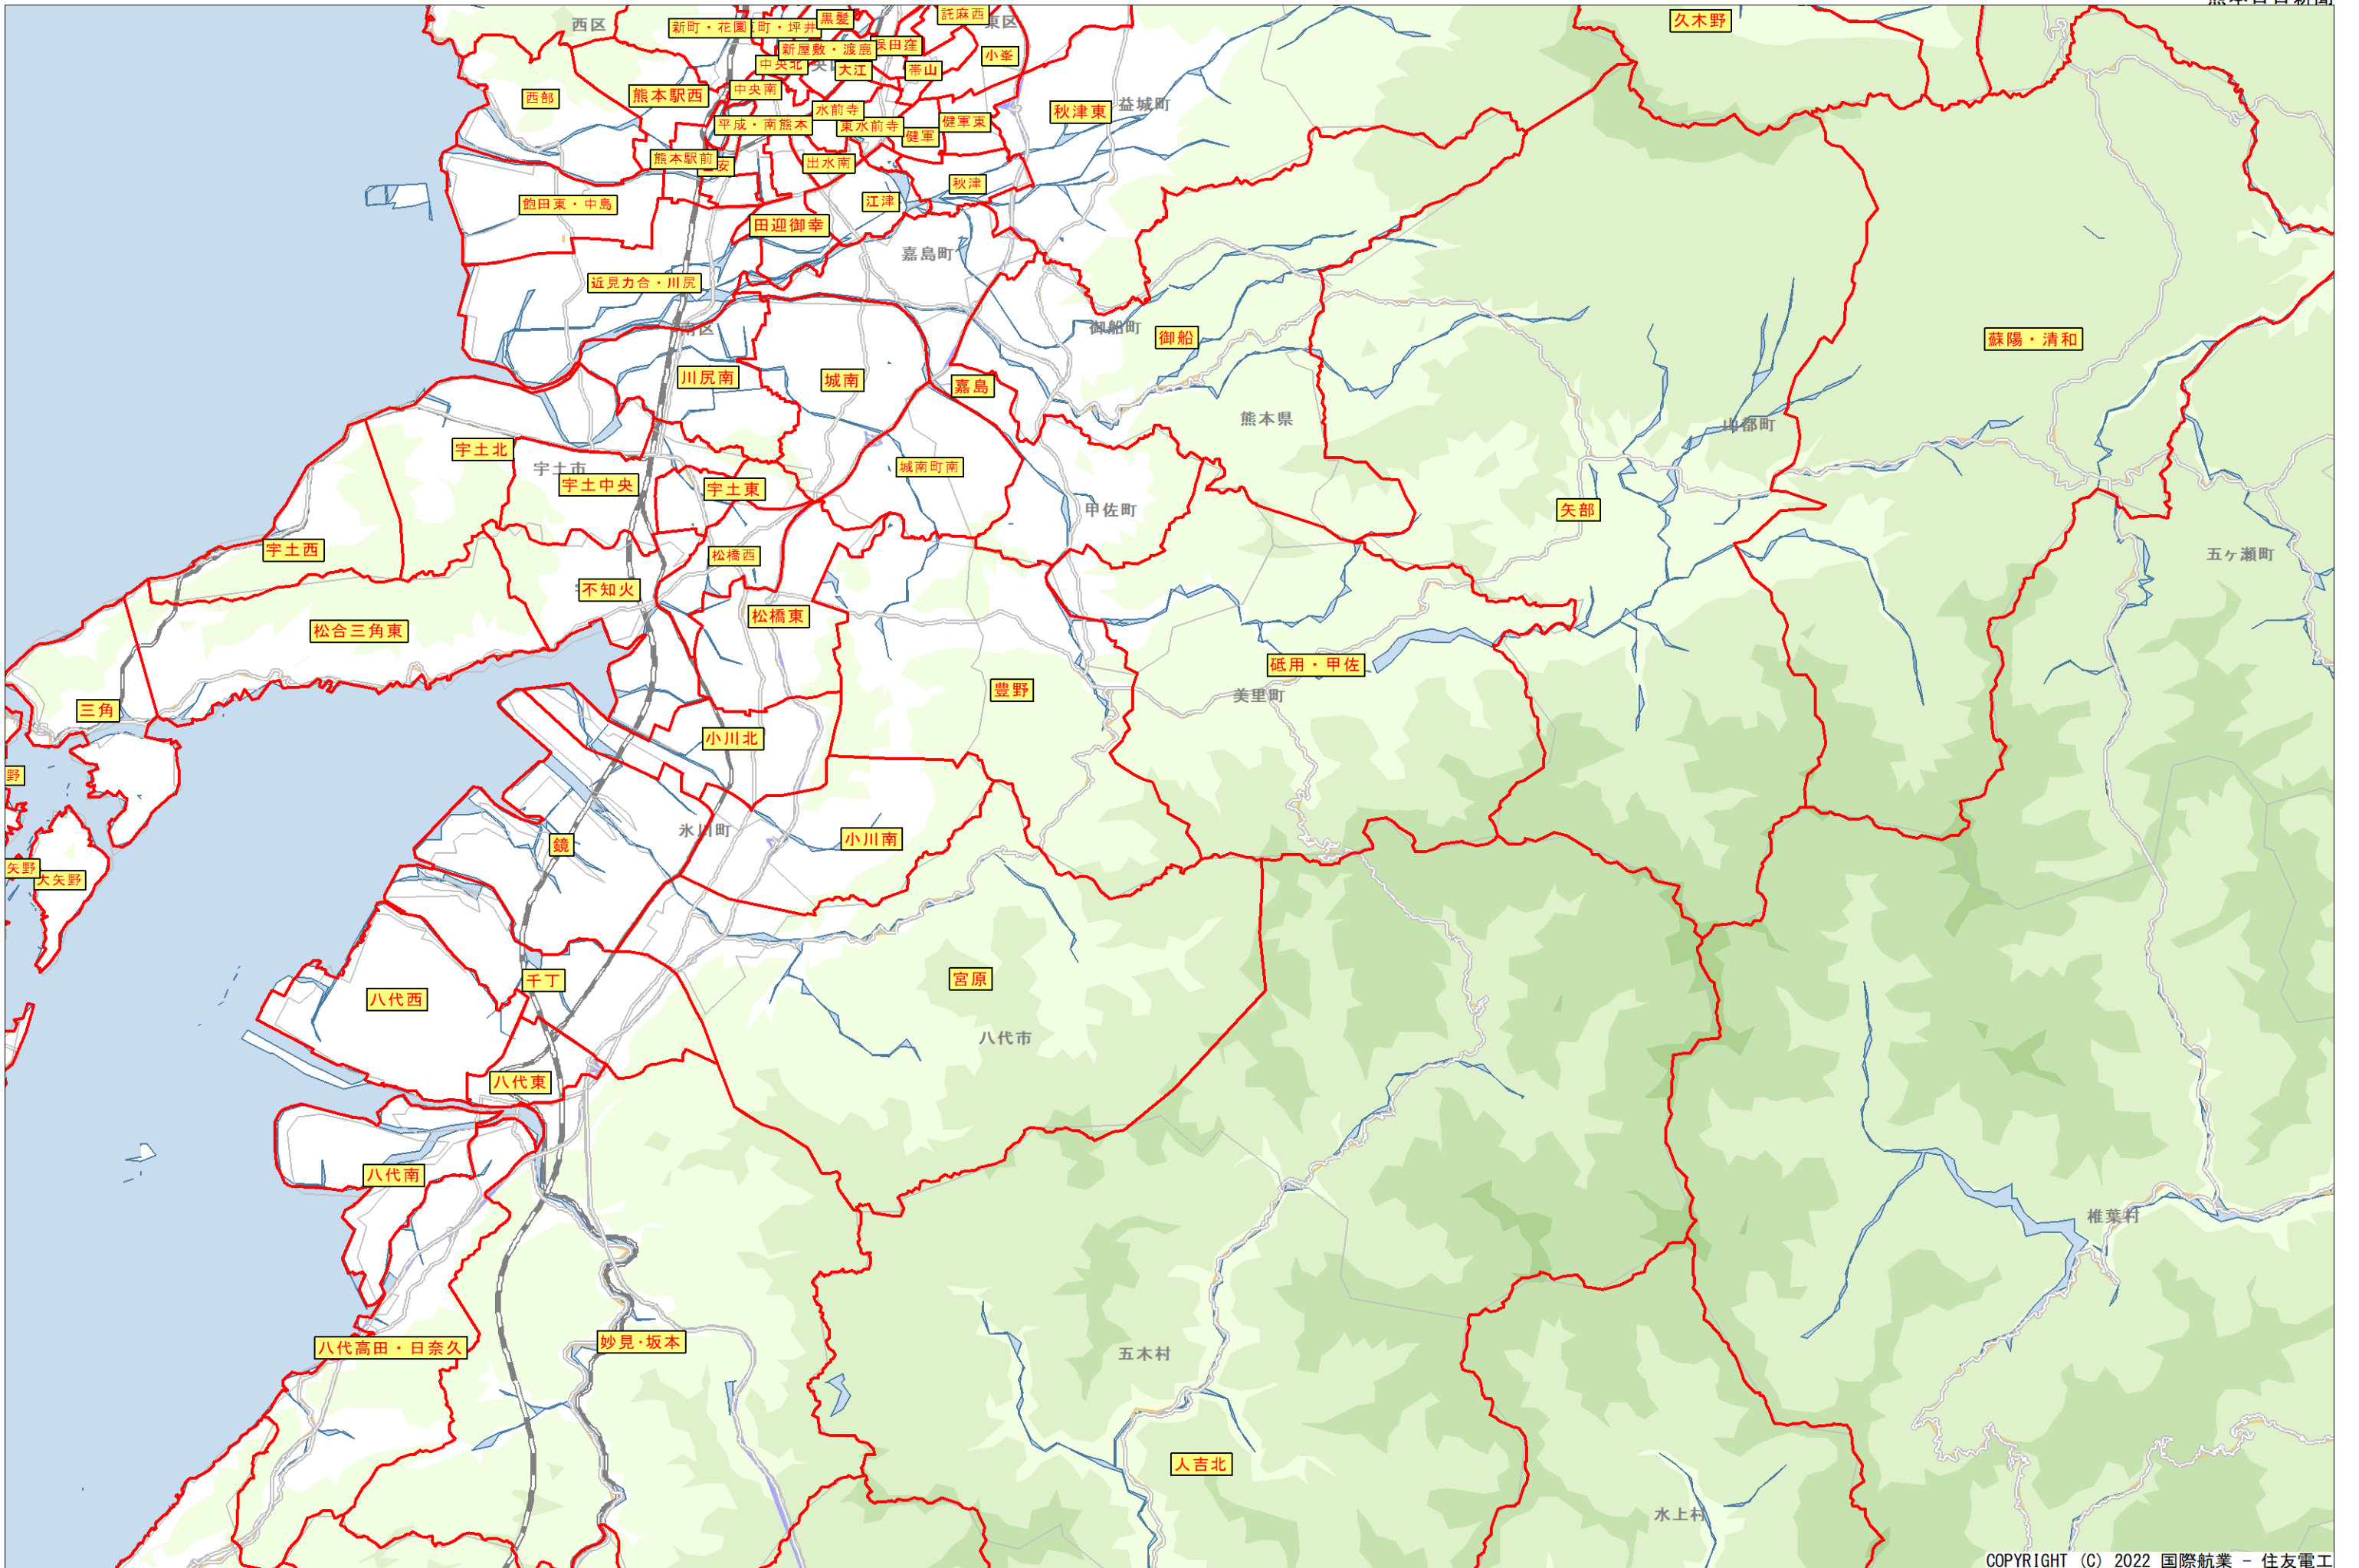 熊本日日新聞
西区
新町・花園
町・坪井
黒髪
託麻西
東区
久木野
新屋敷・渡鹿
保田窪
小峯
中央北
大江
帯山
西部
熊本駅西
中央南
水前寺
秋津東
益城町
平成・南熊本
東水前寺
健軍
健軍東
熊本駅前
安
出水南
秋津
飽田東・中島
江津
田迎御幸
嘉島町
近見力合・川尻
南区
御船町
御船
蘇陽・清和
川尻南
城南
嘉島
熊本県
山都町
宇土北
宇土市
宇土中央
宇土東
城南町南
甲佐町
矢部
宇土西
松橋西
五ヶ瀬町
不知火
松橋東
松合三角東
砥用・甲佐
豊野
美里町
三角
小川北
野
氷川町
小川南
鏡
矢野
大矢野
千丁
宮原
八代西
八代市
八代東
八代南
椎葉村
八代高田・日奈久
妙見・坂本
五木村
人吉北
水上村
COPYRIGHT (C) 2022 国際航業 - 住友電工